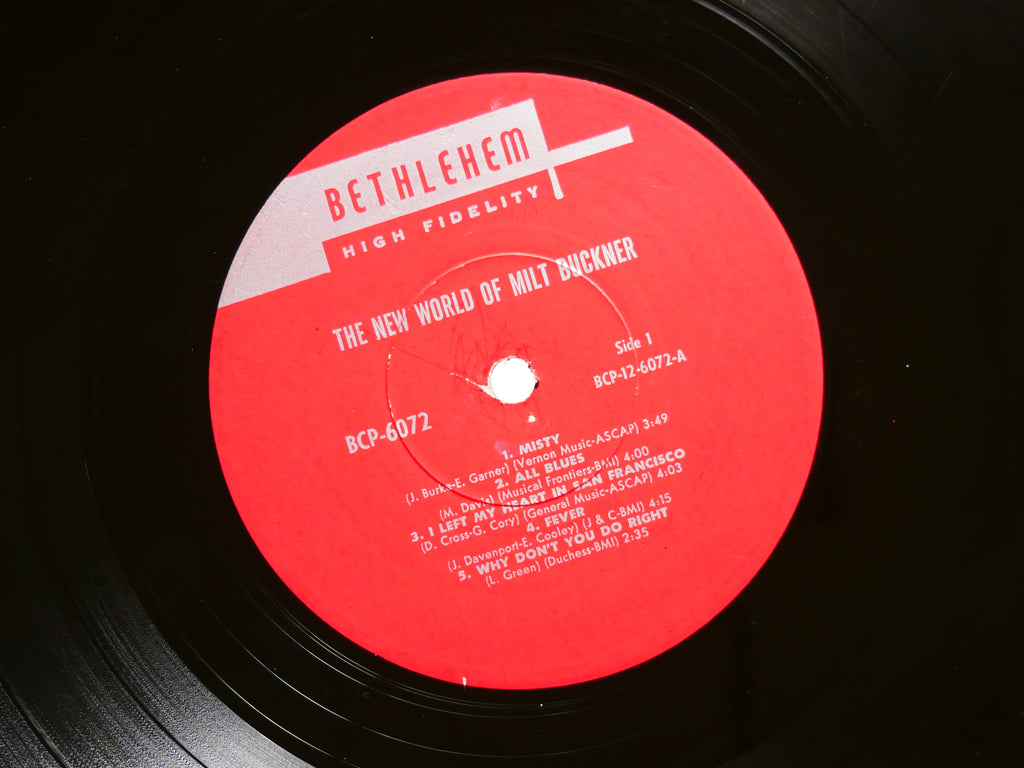 BETHLEHEM
HIGH FIDELITY
THE NEW WORLD OF MILT BUCKNER
Side 1
BCP-12-6072-A
BCP-6072
1. MISTY
(J. Burke-E. Garner) (Vernon Music-ASCAP) 3:49
2. ALL BLUES
(M. Davis) (Musical Frontiers-BMI) 4:00
3. I LEFT MY HEART IN SAN FRANCISCO
(D. Cross-G. Cory) (General Music-ASCAP) 4:03
4. FEVER
(J. Davenport-E. Cooley) (J & C-BMI) 4:15
5. WHY DON'T YOU DO RIGHT
(L. Green) (Duchess-BMI) 2:35